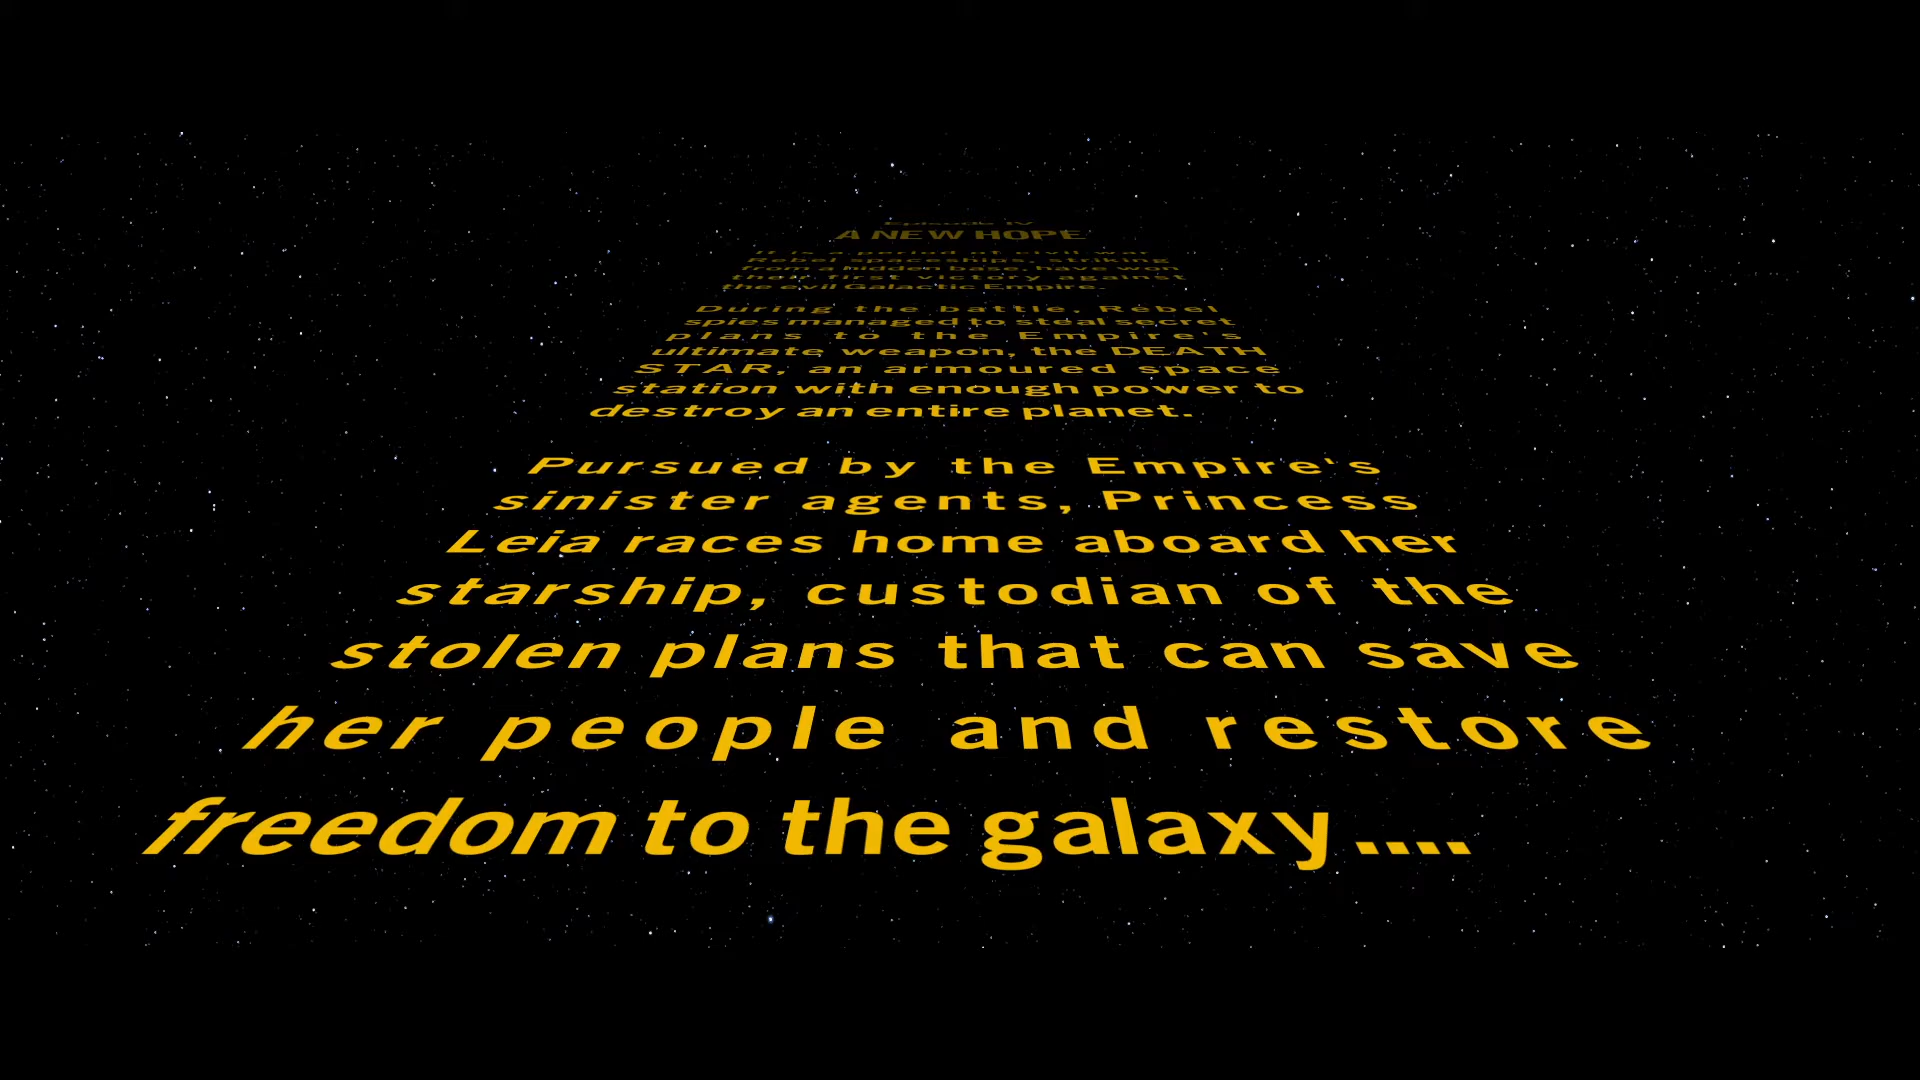 Episode IV
A NEW HOPE
It is a period of civil war.
Rebel spaceships, striking
from a hidden base, have won
their first victory against
the evil Galactic Empire.
During the battle, Rebel
spies managed to steal secret
plans to the Empire's
ultimate weapon, the DEATH
STAR, an armoured space
station with enough power to
destroy an entire planet.
Pursued by the Empire's
sinister agents, Princess
Leia races home aboard her
starship, custodian of the
stolen plans that can save
her people and restore
freedom to the galaxy....